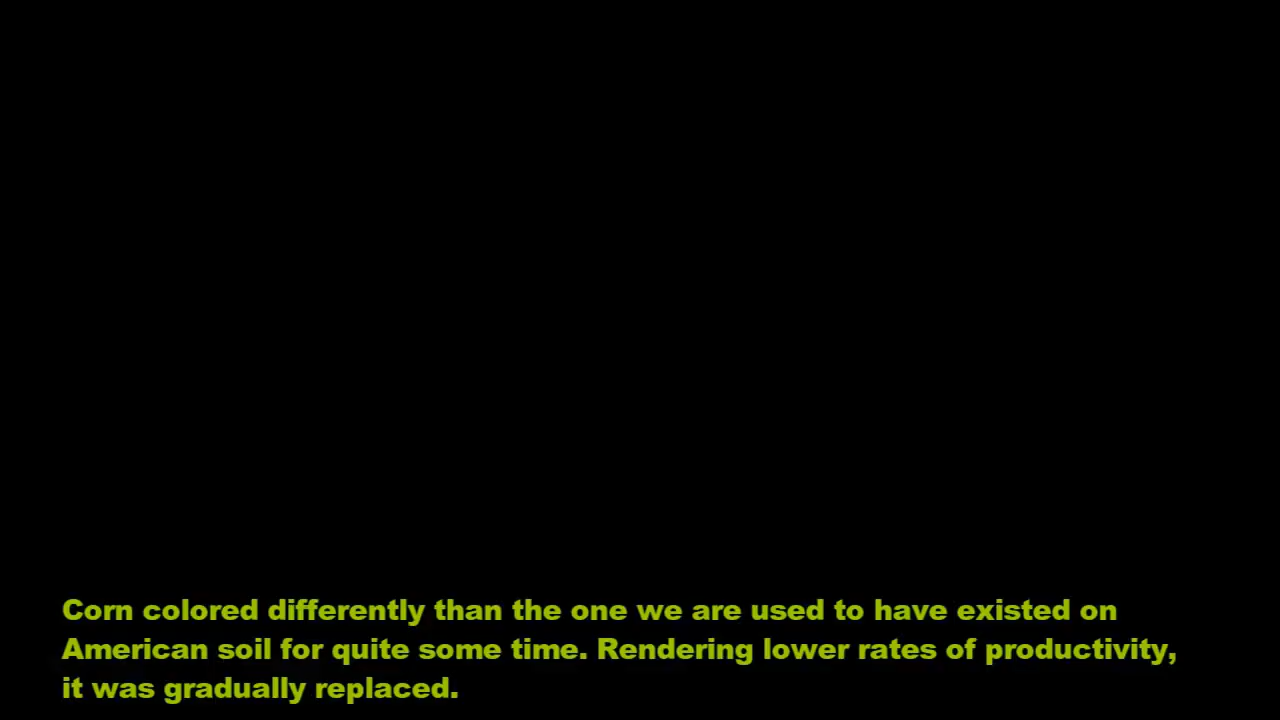 Corn colored differently than the one we are used to have existed on
American soil for quite some time. Rendering lower rates of productivity,
it was gradually replaced.